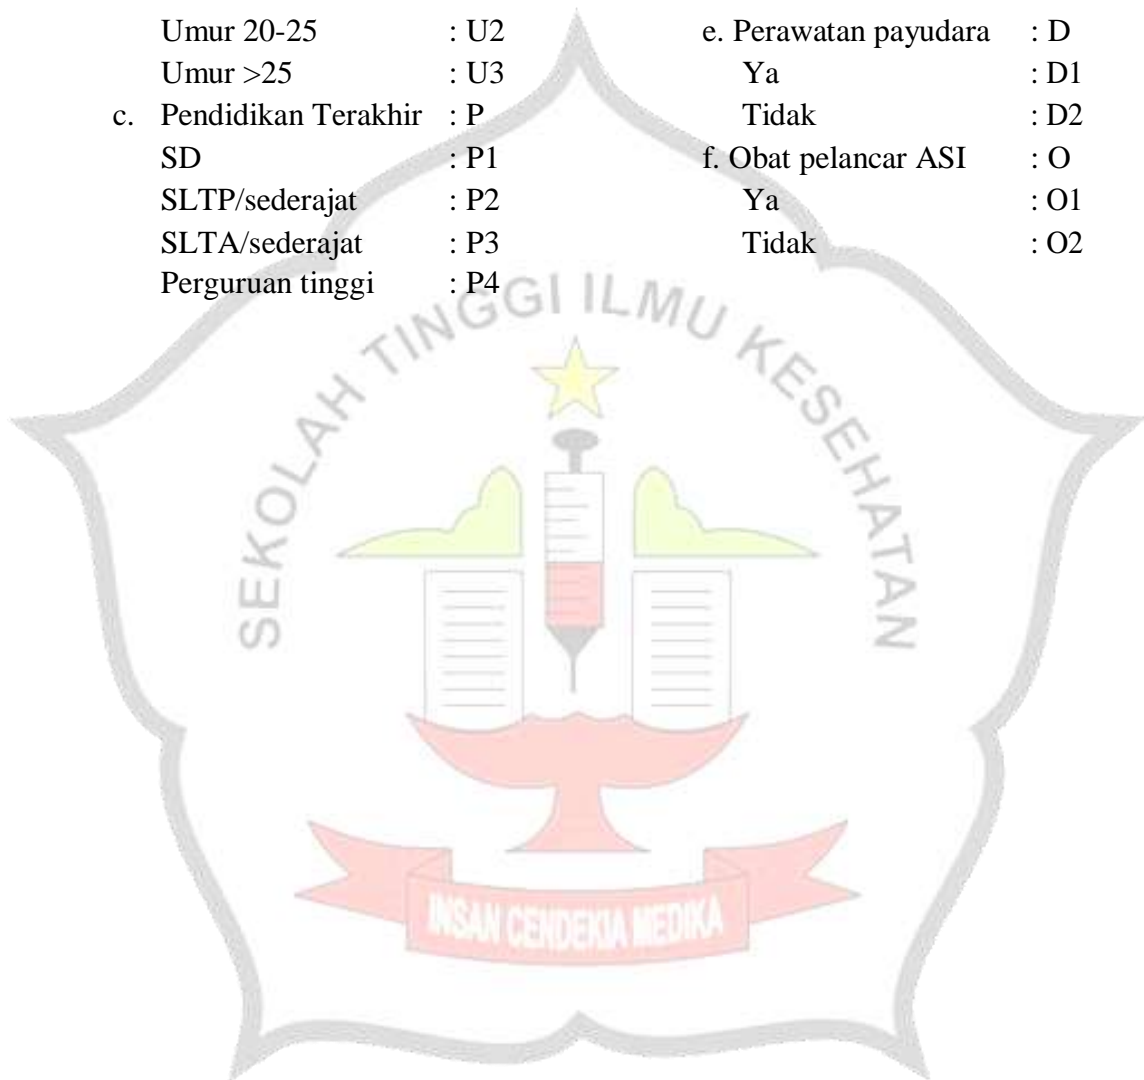 Umur 20-25 : U2
Umur >25 : U3
c. Pendidikan Terakhir : P
SD : P1
SLTP/sederajat : P2
SLTA/sederajat : P3
Perguruan tinggi : P4
e. Perawatan payudara : D
Ya : D1
Tidak : D2
f. Obat pelancar ASI : O
Ya : O1
Tidak : O2
SEKOLAH TINGGI ILMU KESEHATAN
INSAN CENDEKIA MEDIKA